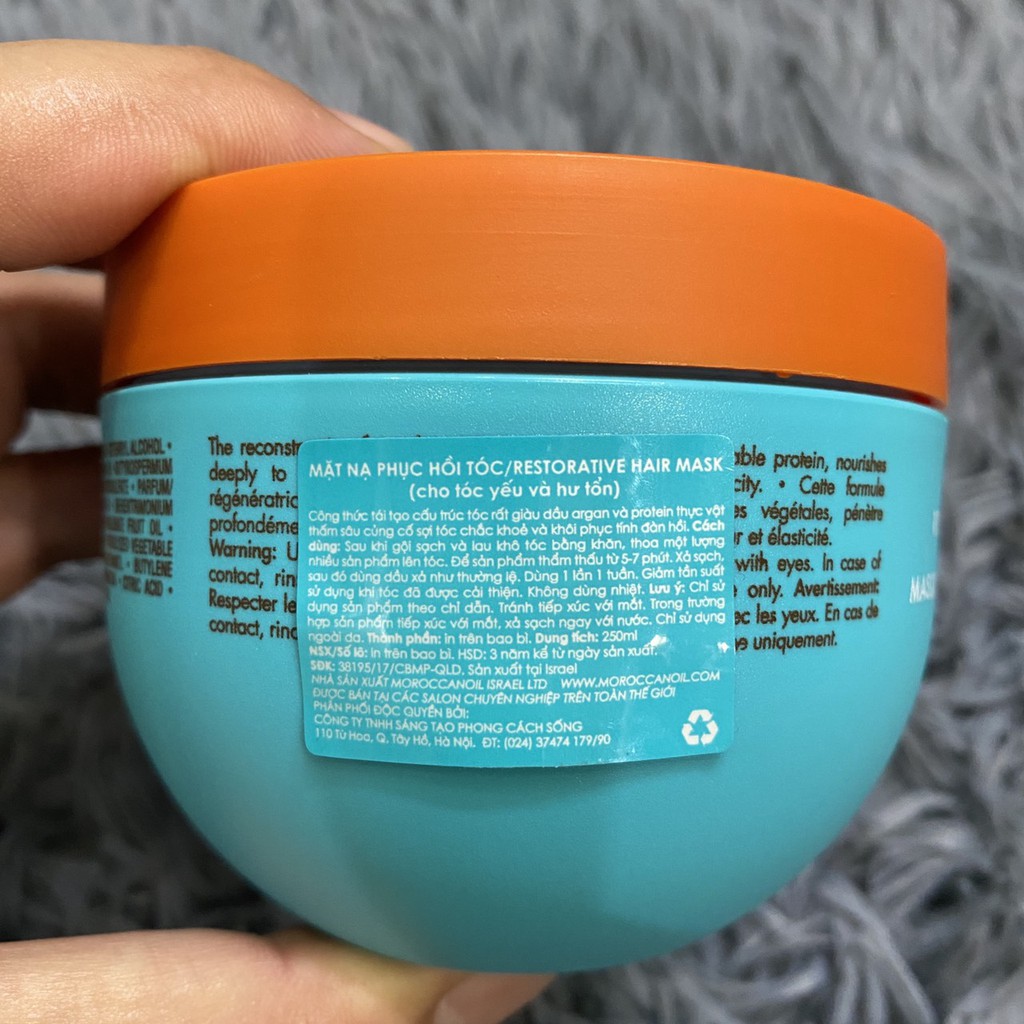 ALCOHOL •
PARFUM/
FRUIT OIL •
VEGETABLE
BUTYLENE
CITRIC ACID •
The
deeply to
Warning:
contact,
Respecter
contact,
MẶT NẠ PHỤC HỒI TÓC/RESTORATIVE HAIR MASK
(cho tóc yếu và hư tổn)
Công thức tái tạo cấu trúc tóc rất giàu dầu argan và protein thực vật
thấm sâu củng cố sợi tóc chắc khoẻ và khôi phục tính đàn hồi. Cách
dùng: Sau khi gội sạch và lau khô tóc bằng khăn, thoa một lượng
nhiều sản phẩm lên tóc. Để sản phẩm thẩm thấu từ 5-7 phút. Xả sạch,
sau đó dùng dầu xả như thường lệ. Dùng 1 lần 1 tuần. Giảm tần suất
sử dụng khi tóc đã được cải thiện. Không dùng nhiệt. Lưu ý: Chỉ sử
dụng sản phẩm theo chỉ dẫn. Tránh tiếp xúc với mắt. Trong trường
hợp sản phẩm tiếp xúc với mắt, xả sạch ngay với nước. Chỉ sử dụng
ngoài da. Thành phần: in trên bao bì. Dung tích: 250ml
NSX/Số lô: in trên bao bì. HSD: 3 năm kể từ ngày sản xuất.
SĐK: 38195/17/CBMP-QLD. Sản xuất tại Israel
NHÀ SẢN XUẤT MOROCCANOIL ISRAEL LTD WWW.MOROCCANOIL.COM
ĐƯỢC BÁN TẠI CÁC SALON CHUYÊN NGHIỆP TRÊN TOÀN THẾ GIỚI
PHÂN PHỐI ĐỘC QUYỀN BỞI:
CÔNG TY TNHH SÁNG TẠO PHONG CÁCH SỐNG
110 Từ Hoa, Q. Tây Hồ, Hà Nội. ĐT: (024) 37474 179/90
protein, nourishes
• Cette formule
végétales, pénètre
et élasticité.
with eyes. In case of
only. Avertissement:
les yeux. En cas de
uniquement.